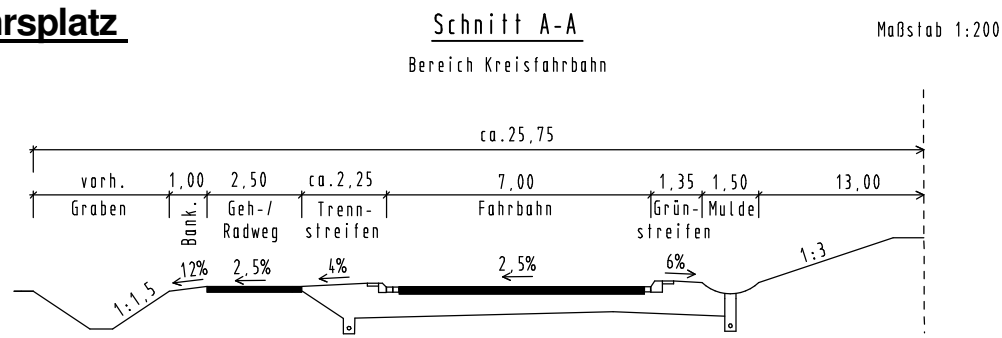 Schnitt A-A
Maßstab 1:200
Bereich Kreisfahrbahn
ca.25,75
vorh. 1,00 2,50 ca.2,25 7,00 1,35 1,50 13,00
Graben Bank. Geh-/ Trenn- Fahrbahn Grün- Mulde
Radweg streifen streifen
12% 2,5% 4% 2,5% 6% 1:3
1:1,5